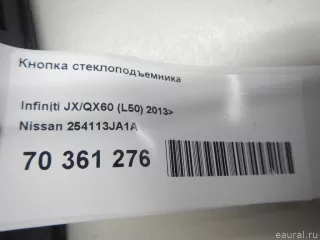 Кнопка стеклоподъемника
Infiniti JX/QX60 (L50) 2013>
Nissan 254113JA1A
70 361 276
eaural.ru